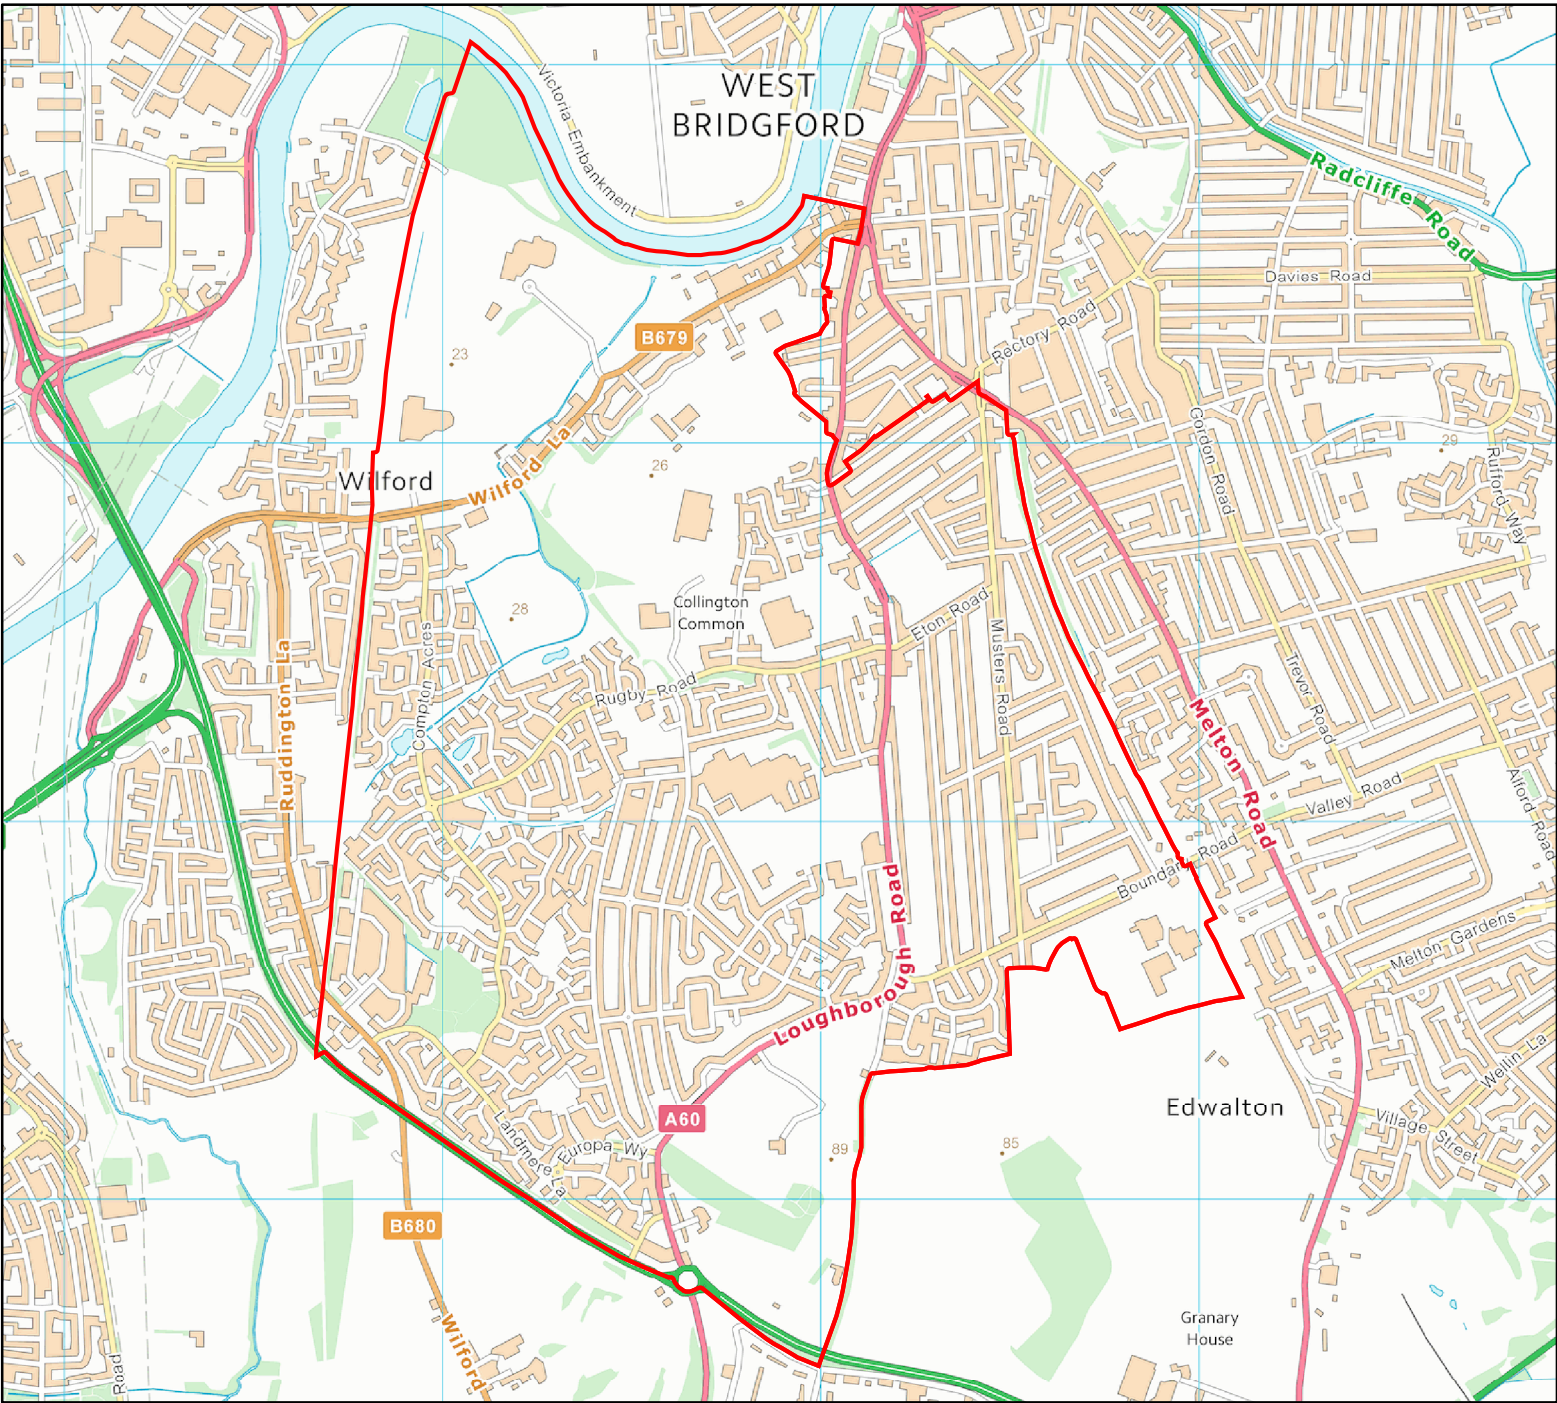 WEST
BRIDGFORD
Victoria Embankment
Radcliffe Road
Davies Road
Rectory Road
B679
23
26
29
Wilford La
Wilford
Gordon Road
Rufford Way
28
Collington
Common
Eton Road
Musters Road
Compton Acres
Ruddington La
Rugby Road
Trevor Road
Melton Road
Valley Road
Alford Road
Boundary Road
Loughborough Road
Melton Gardens
Wellin La
A60
Edwalton
Village Street
Landmere La
Europa Wy
89
85
B680
Granary
House
Wilford
Road